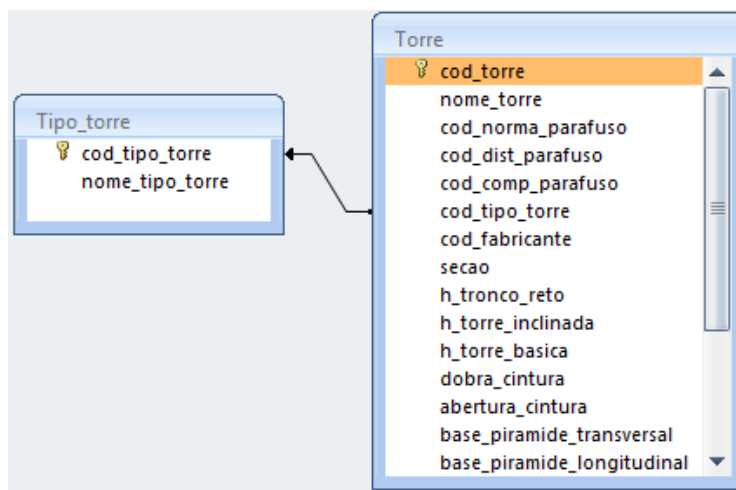 Tipo_torre
cod_tipo_torre
nome_tipo_torre
Torre
cod_torre
nome_torre
cod_norma_parafuso
cod_dist_parafuso
cod_comp_parafuso
cod_tipo_torre
cod_fabricante
secao
h_tronco_reto
h_torre_inclinada
h_torre_basica
dobra_cintura
abertura_cintura
base_piramide_transversal
base_piramide_longitudinal